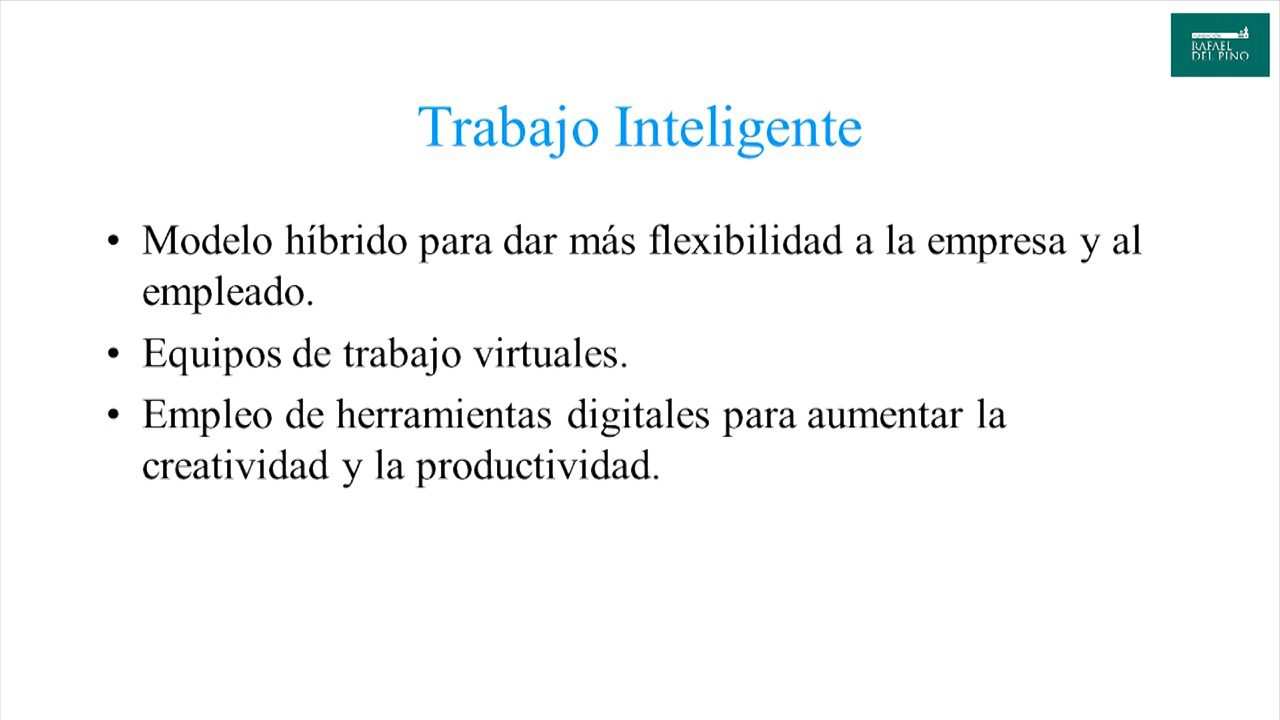 FUNDACIÓN
RAFAEL
DEL PINO
Trabajo Inteligente
• Modelo híbrido para dar más flexibilidad a la empresa y al
empleado.
• Equipos de trabajo virtuales.
• Empleo de herramientas digitales para aumentar la
creatividad y la productividad.